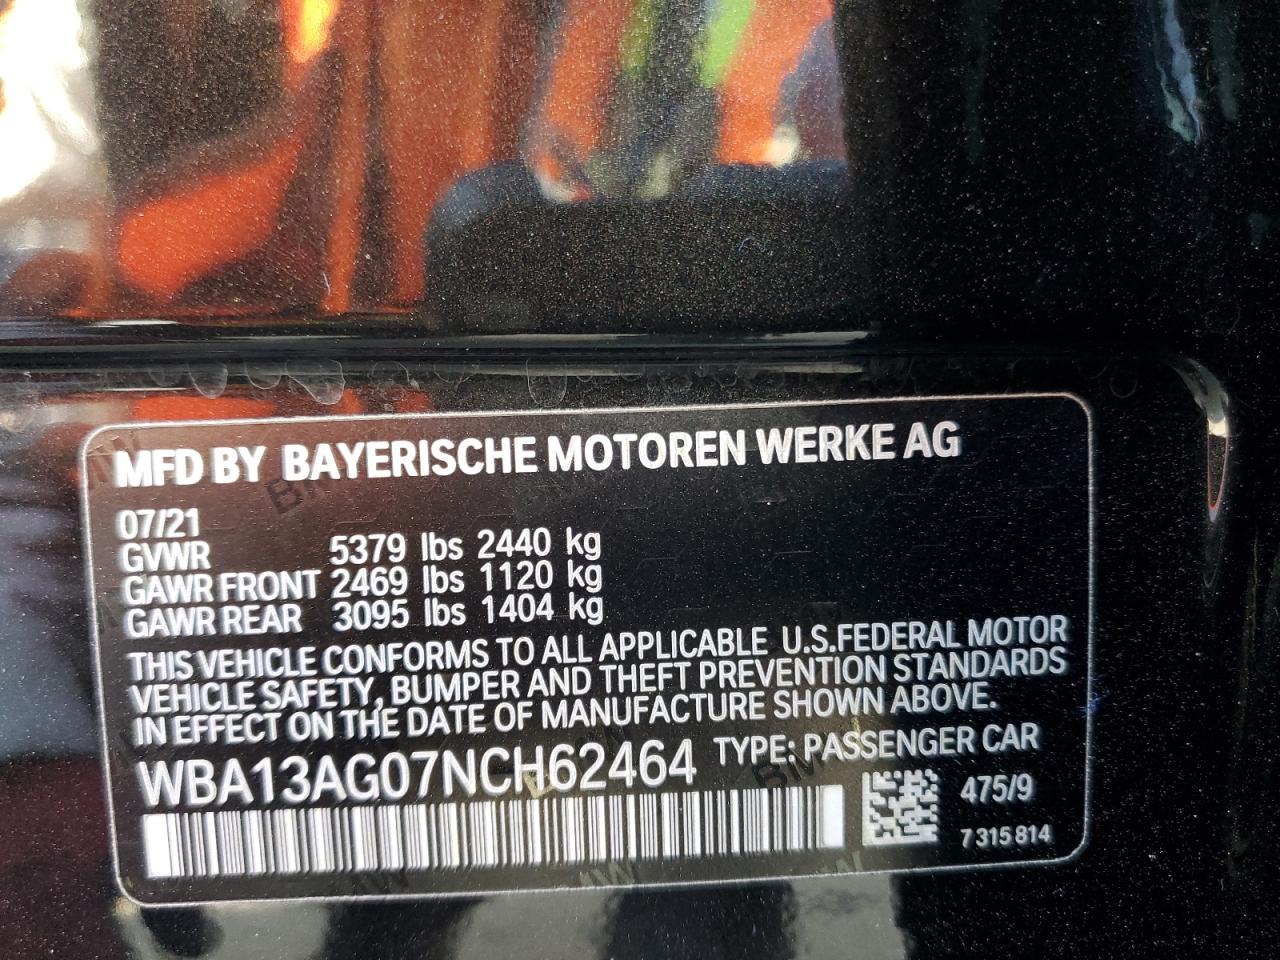 MFD BY BAYERISCHE MOTOREN WERKE AG
07/21
GVWR 5379 lbs 2440 kg
GAWR FRONT 2469 lbs 1120 kg
GAWR REAR 3095 lbs 1404 kg
THIS VEHICLE CONFORMS TO ALL APPLICABLE U.S.FEDERAL MOTOR
VEHICLE SAFETY, BUMPER AND THEFT PREVENTION STANDARDS
IN EFFECT ON THE DATE OF MANUFACTURE SHOWN ABOVE.
WBA13AG07NCH62464 TYPE: PASSENGER CAR
475/9
7 315 814